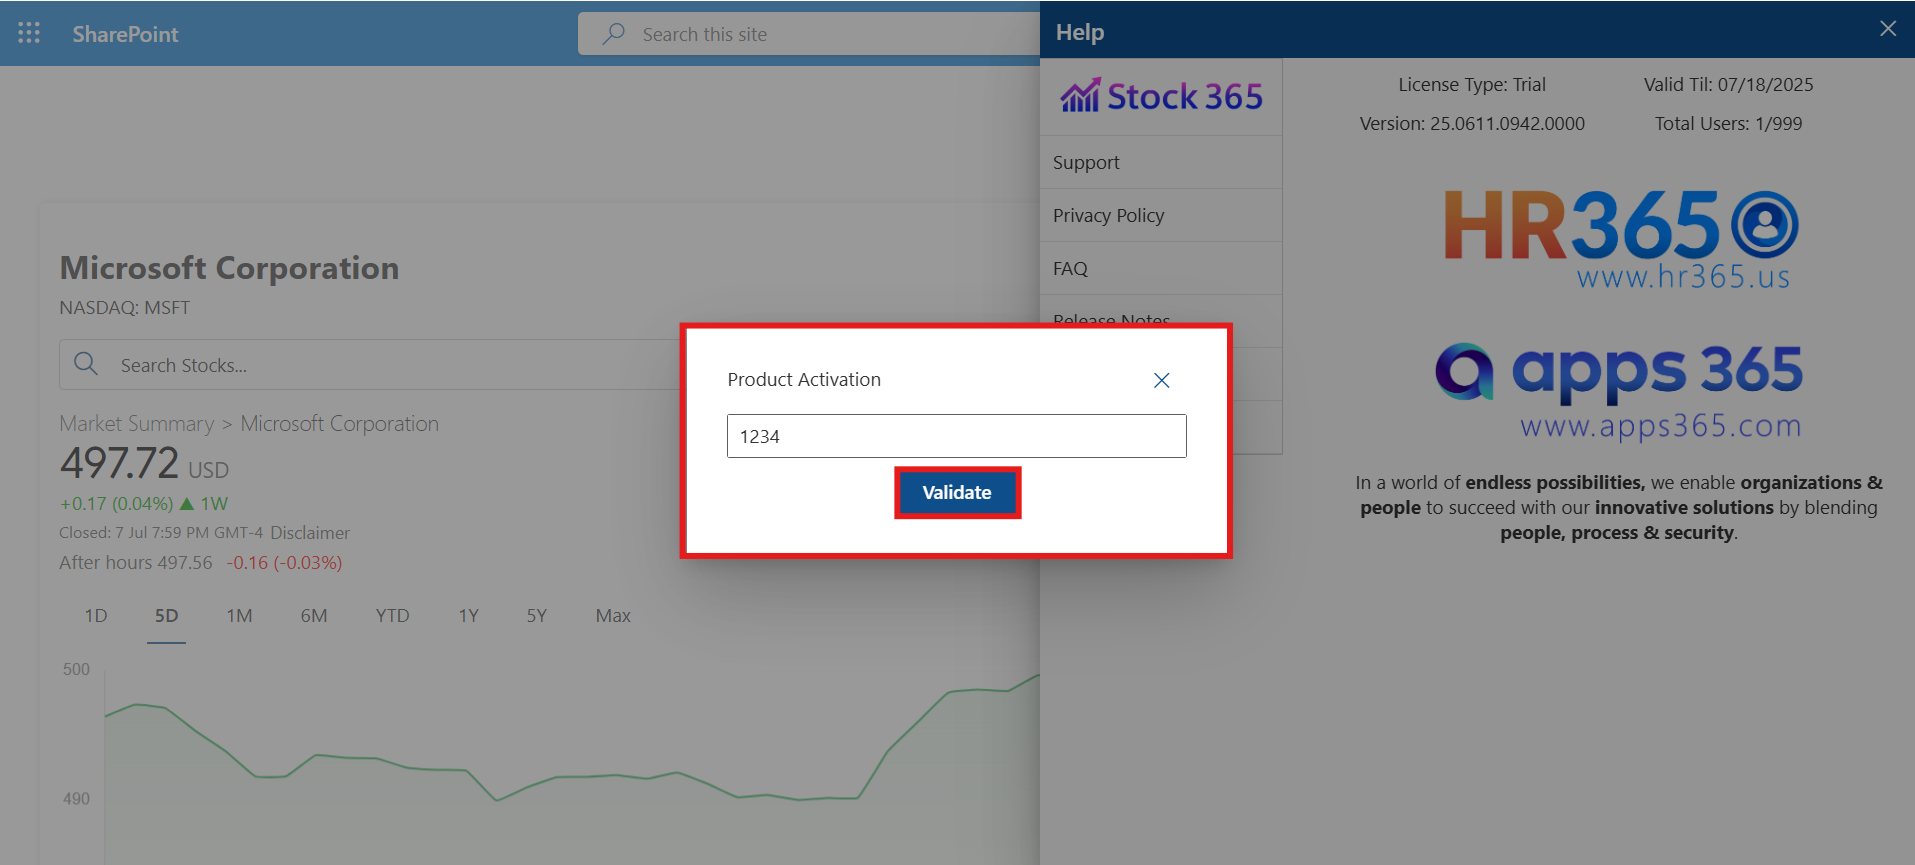 SharePoint
Search this site
Help
Stock 365
License Type: Trial
Valid Til: 07/18/2025
Version: 25.0611.0942.0000
Total Users: 1/999
Support
Privacy Policy
FAQ
Release Notes
HR365
www.hr365.us
apps 365
www.apps365.com
In a world of endless possibilities, we enable organizations &
people to succeed with our innovative solutions by blending
people, process & security.
Microsoft Corporation
NASDAQ: MSFT
Search Stocks...
Market Summary > Microsoft Corporation
497.72 USD
+0.17 (0.04%) ▲ 1W
Closed: 7 Jul 7:59 PM GMT-4 Disclaimer
After hours 497.56 -0.16 (-0.03%)
1D 5D 1M 6M YTD 1Y 5Y Max
500
490
Product Activation
1234
Validate